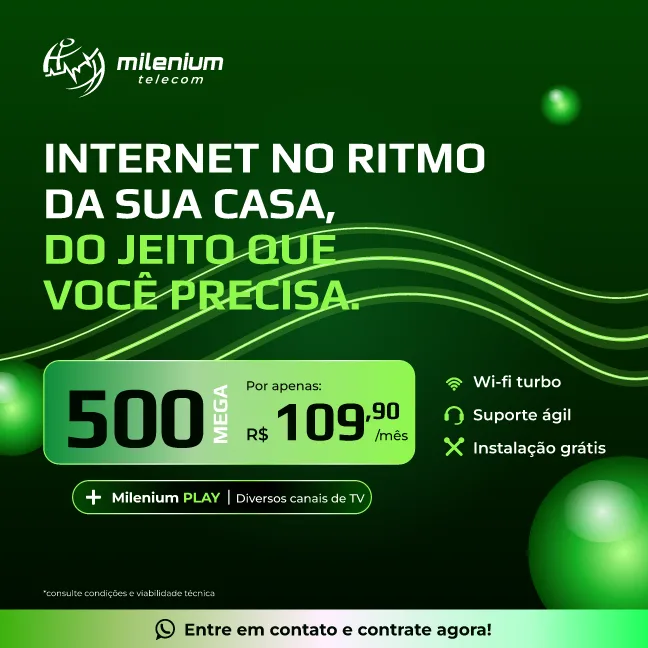 milenium
telecom
INTERNET NO RITMO
DA SUA CASA,
DO JEITO QUE
VOCÊ PRECISA.
500 MEGA
Por apenas:
R$ 109,90 /mês
Wi-fi turbo
Suporte ágil
Instalação grátis
+ Milenium PLAY | Diversos canais de TV
*consulte condições e viabilidade técnica
Entre em contato e contrate agora!